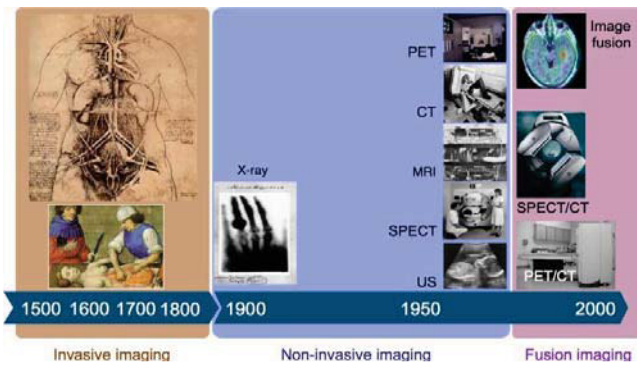 Image
fusion
PET
CT
X-ray
MRI
SPECT
SPECT/CT
US
PET/CT
1500 1600 1700 1800 1900 1950 2000
Invasive imaging Non-invasive imaging Fusion imaging